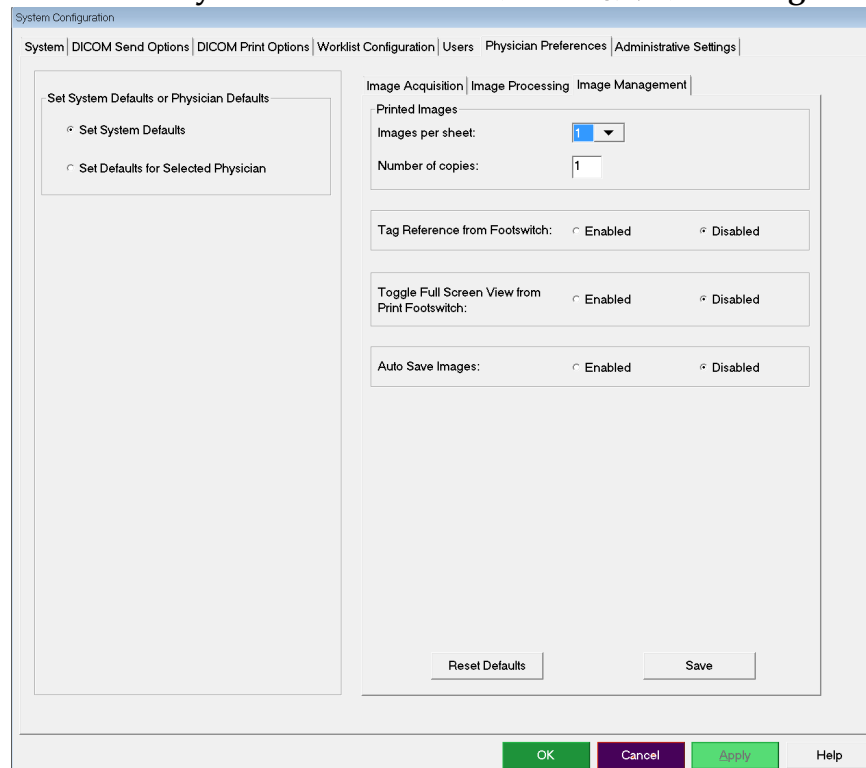 System Configuration
System DICOM Send Options DICOM Print Options Worklist Configuration Users Physician Preferences Administrative Settings
Set System Defaults or Physician Defaults
Set System Defaults
Set Defaults for Selected Physician
Image Acquisition Image Processing Image Management
Printed Images
Images per sheet: 1
Number of copies: 1
Tag Reference from Footswitch: Enabled Disabled
Toggle Full Screen View from
Print Footswitch: Enabled Disabled
Auto Save Images: Enabled Disabled
Reset Defaults Save
OK Cancel Apply Help